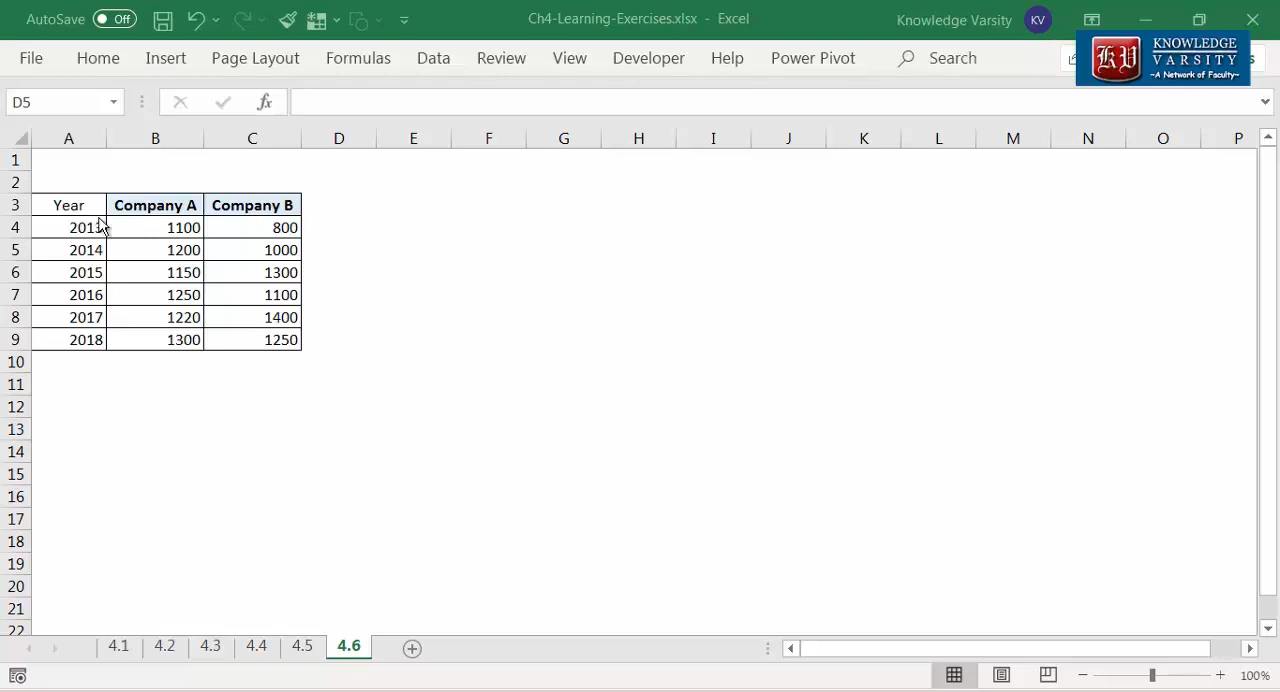 AutoSave Off Ch4-Learning-Exercises.xlsx - Excel Knowledge Varsity KV
File Home Insert Page Layout Formulas Data Review View Developer Help Power Pivot Search
KNOWLEDGE
VARSITY
~A Network of Faculty~
KV
D5 fx
A B C D E F G H I J K L M N O P
1
2
3 Year Company A Company B
4 2013 1100 800
5 2014 1200 1000
6 2015 1150 1300
7 2016 1250 1100
8 2017 1220 1400
9 2018 1300 1250
10
11
12
13
14
15
16
17
18
19
20
21
22
4.1 4.2 4.3 4.4 4.5 4.6
100%